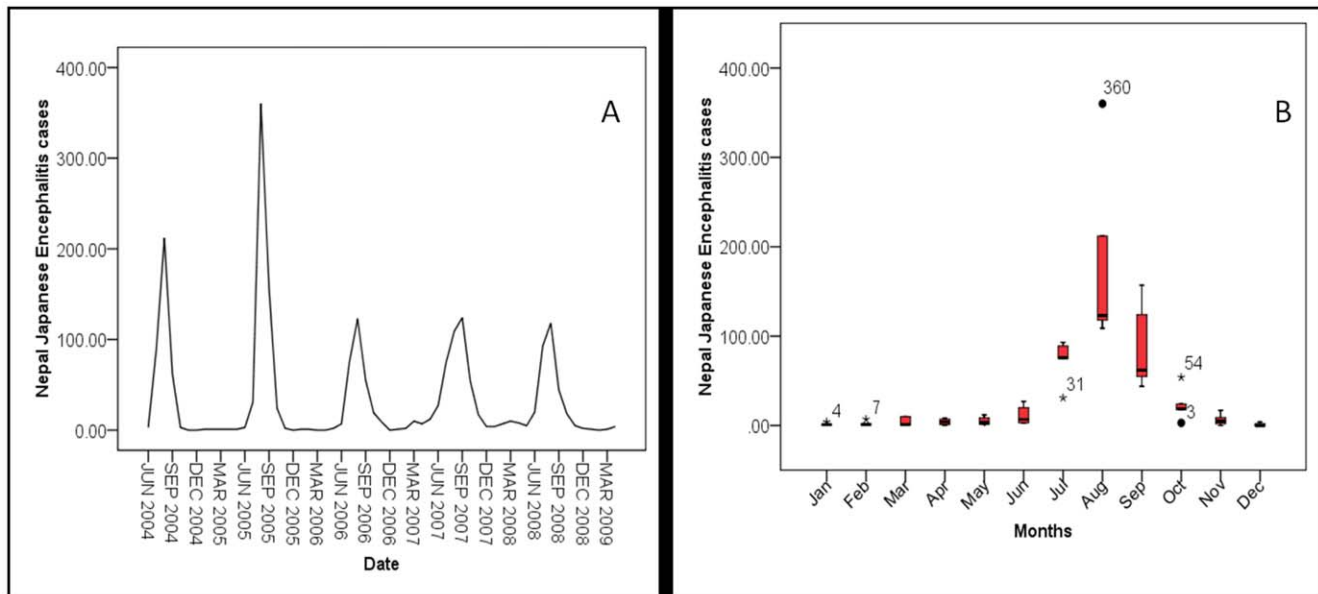 A
Nepal Japanese Encephalitis cases
400.00
300.00
200.00
100.00
0.00
JUN 2004
SEP 2004
DEC 2004
MAR 2005
JUN 2005
SEP 2005
DEC 2005
MAR 2006
JUN 2006
SEP 2006
DEC 2006
MAR 2007
JUN 2007
SEP 2007
DEC 2007
MAR 2008
JUN 2008
SEP 2008
DEC 2008
MAR 2009
Date
B
Nepal Japanese Encephalitis cases
400.00
300.00
200.00
100.00
.00
360
54
31
3
7
4
Jan
Feb
Mar
Apr
May
Jun
Jul
Aug
Sep
Oct
Nov
Dec
Months